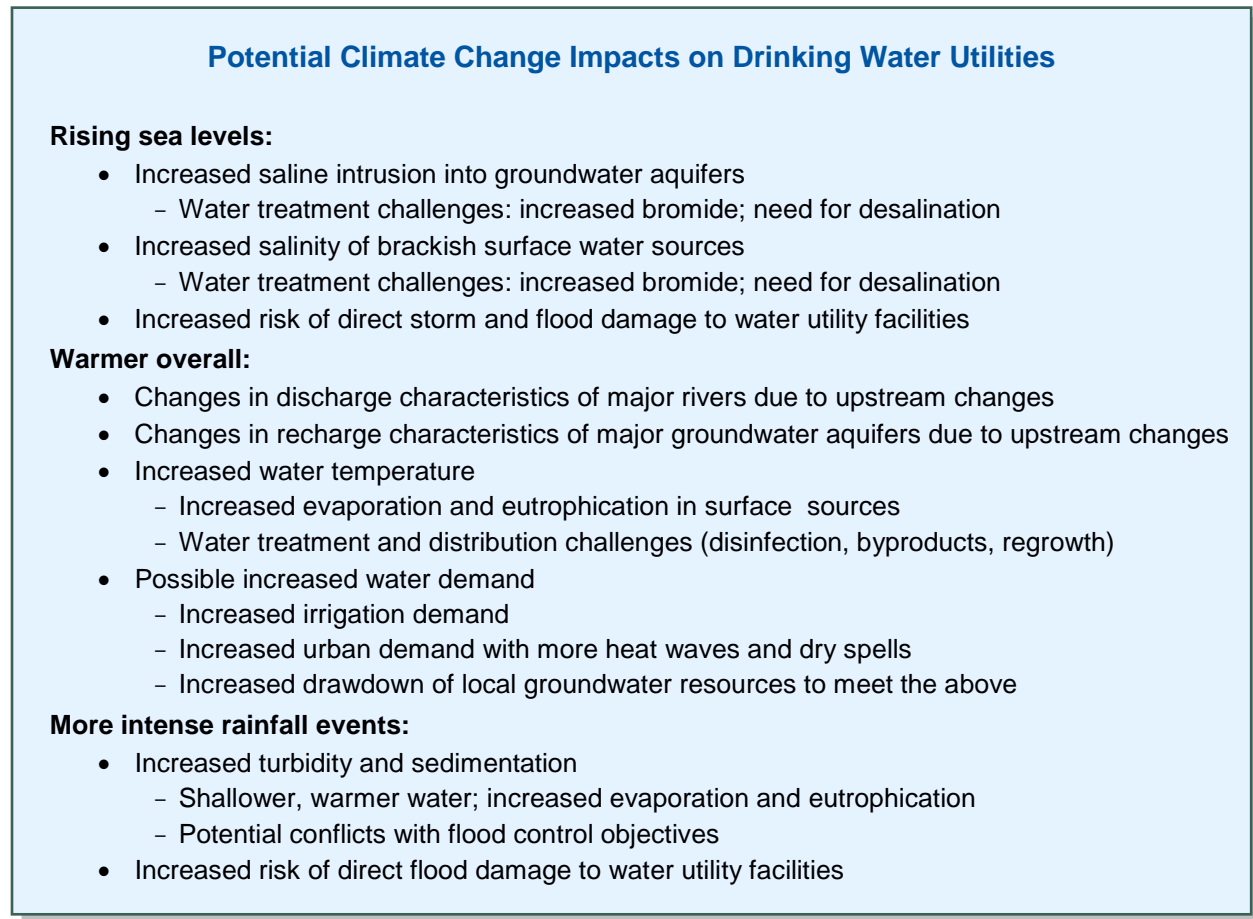 Potential Climate Change Impacts on Drinking Water Utilities
Rising sea levels:
• Increased saline intrusion into groundwater aquifers
- Water treatment challenges: increased bromide; need for desalination
• Increased salinity of brackish surface water sources
- Water treatment challenges: increased bromide; need for desalination
• Increased risk of direct storm and flood damage to water utility facilities
Warmer overall:
• Changes in discharge characteristics of major rivers due to upstream changes
• Changes in recharge characteristics of major groundwater aquifers due to upstream changes
• Increased water temperature
- Increased evaporation and eutrophication in surface sources
- Water treatment and distribution challenges (disinfection, byproducts, regrowth)
• Possible increased water demand
- Increased irrigation demand
- Increased urban demand with more heat waves and dry spells
- Increased drawdown of local groundwater resources to meet the above
More intense rainfall events:
• Increased turbidity and sedimentation
- Shallower, warmer water; increased evaporation and eutrophication
- Potential conflicts with flood control objectives
• Increased risk of direct flood damage to water utility facilities